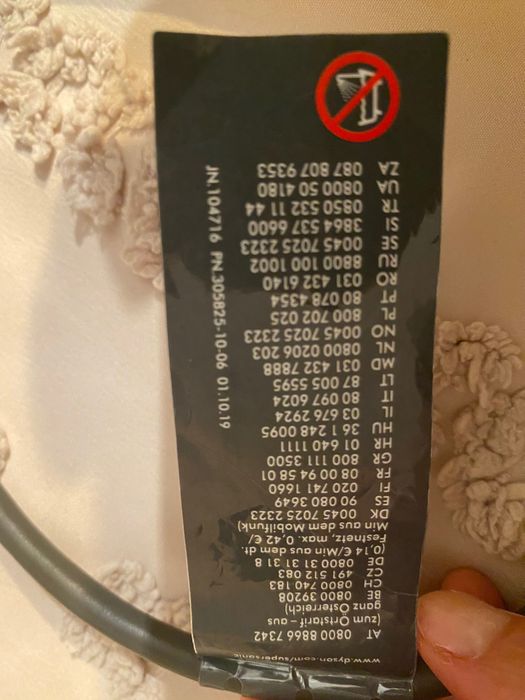 www.dyson.com/supersonic
AT 0800 8866 7342
(zum Ortstarif – aus
ganz Österreich)
BE 0800 39208
CH 0800 740 183
CZ 491 512 083
DE 0800 31 31 31 8
(0,14 €/Min aus dem dt.
Festnetz, max. 0,42 €/
Min aus dem Mobilfunk)
DK 0045 7025 2323
ES 90 080 3649
FI 020 741 1660
FR 08 00 94 58 01
GR 800 111 3500
HR 01 640 1111
HU 36 1 248 0095
IL 03 676 2924
IT 80 097 6024
LT 87 005 5595
MD 031 432 7888
NL 0800 0206 203
NO 0045 7025 2323
PL 800 702 025
PT 80 078 4354
RO 031 432 6140
RU 8800 100 1002
SE 0045 7025 2323
SI 3864 537 6600
TR 0850 532 11 44
UA 0800 50 4180
ZA 087 807 9353
JN.104716 PN.305825-10-06 01.10.19